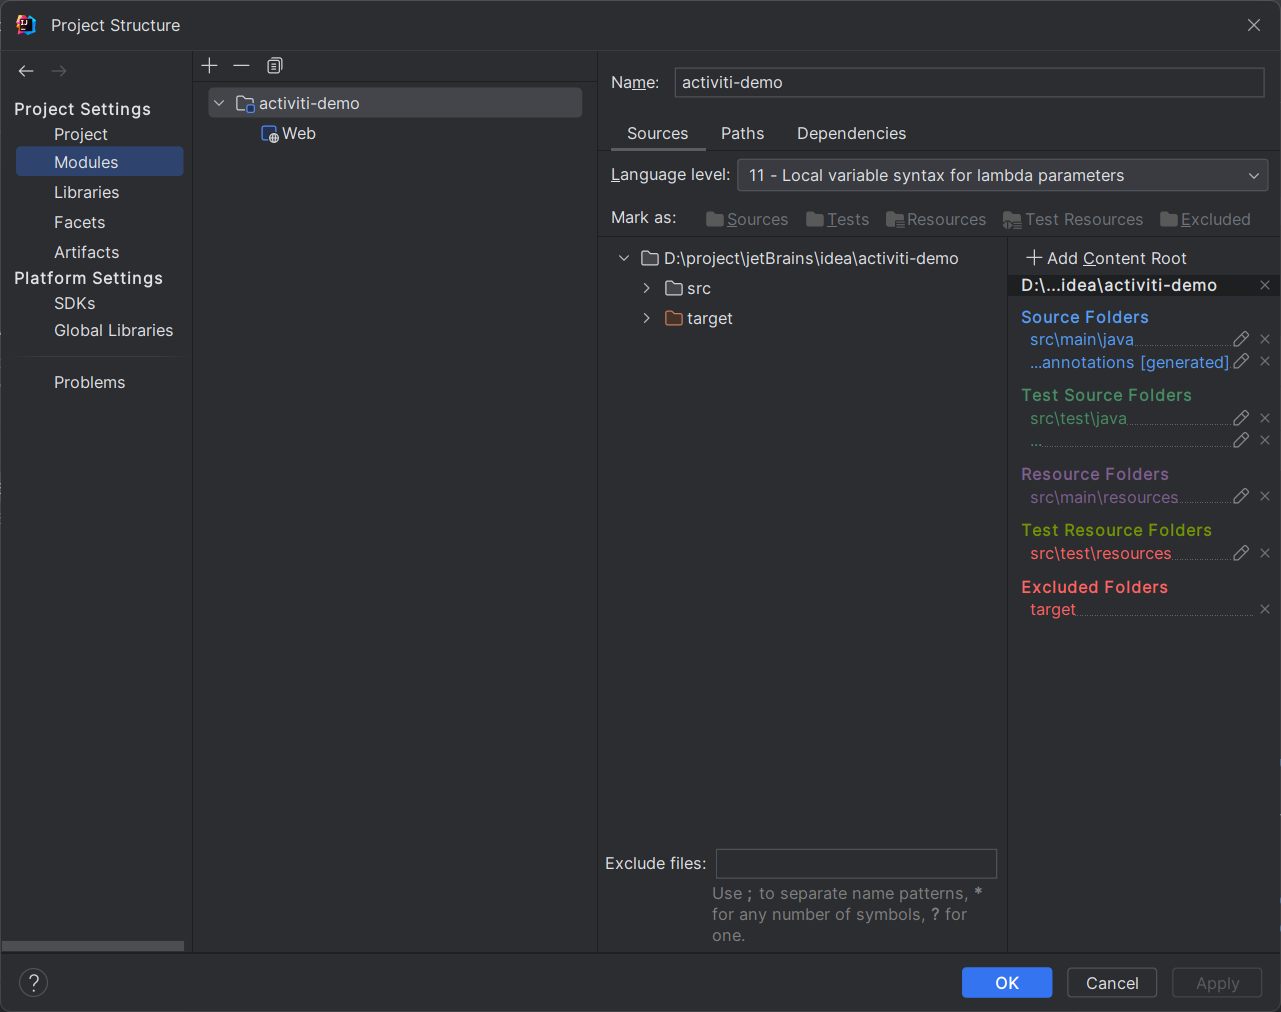 Project Structure
Project Settings
Project
Modules
Libraries
Facets
Artifacts
Platform Settings
SDKs
Global Libraries
Problems
activiti-demo
Web
Name: activiti-demo
Sources Paths Dependencies
Language level: 11 - Local variable syntax for lambda parameters
Mark as: Sources Tests Resources Test Resources Excluded
D:\project\jetBrains\idea\activiti-demo
src
target
Exclude files:
Use ; to separate name patterns, *
for any number of symbols, ? for
one.
Add Content Root
D:\...idea\activiti-demo
Source Folders
src\main\java
...annotations [generated]
Test Source Folders
src\test\java
...
Resource Folders
src\main\resources
Test Resource Folders
src\test\resources
Excluded Folders
target
?
OK Cancel Apply